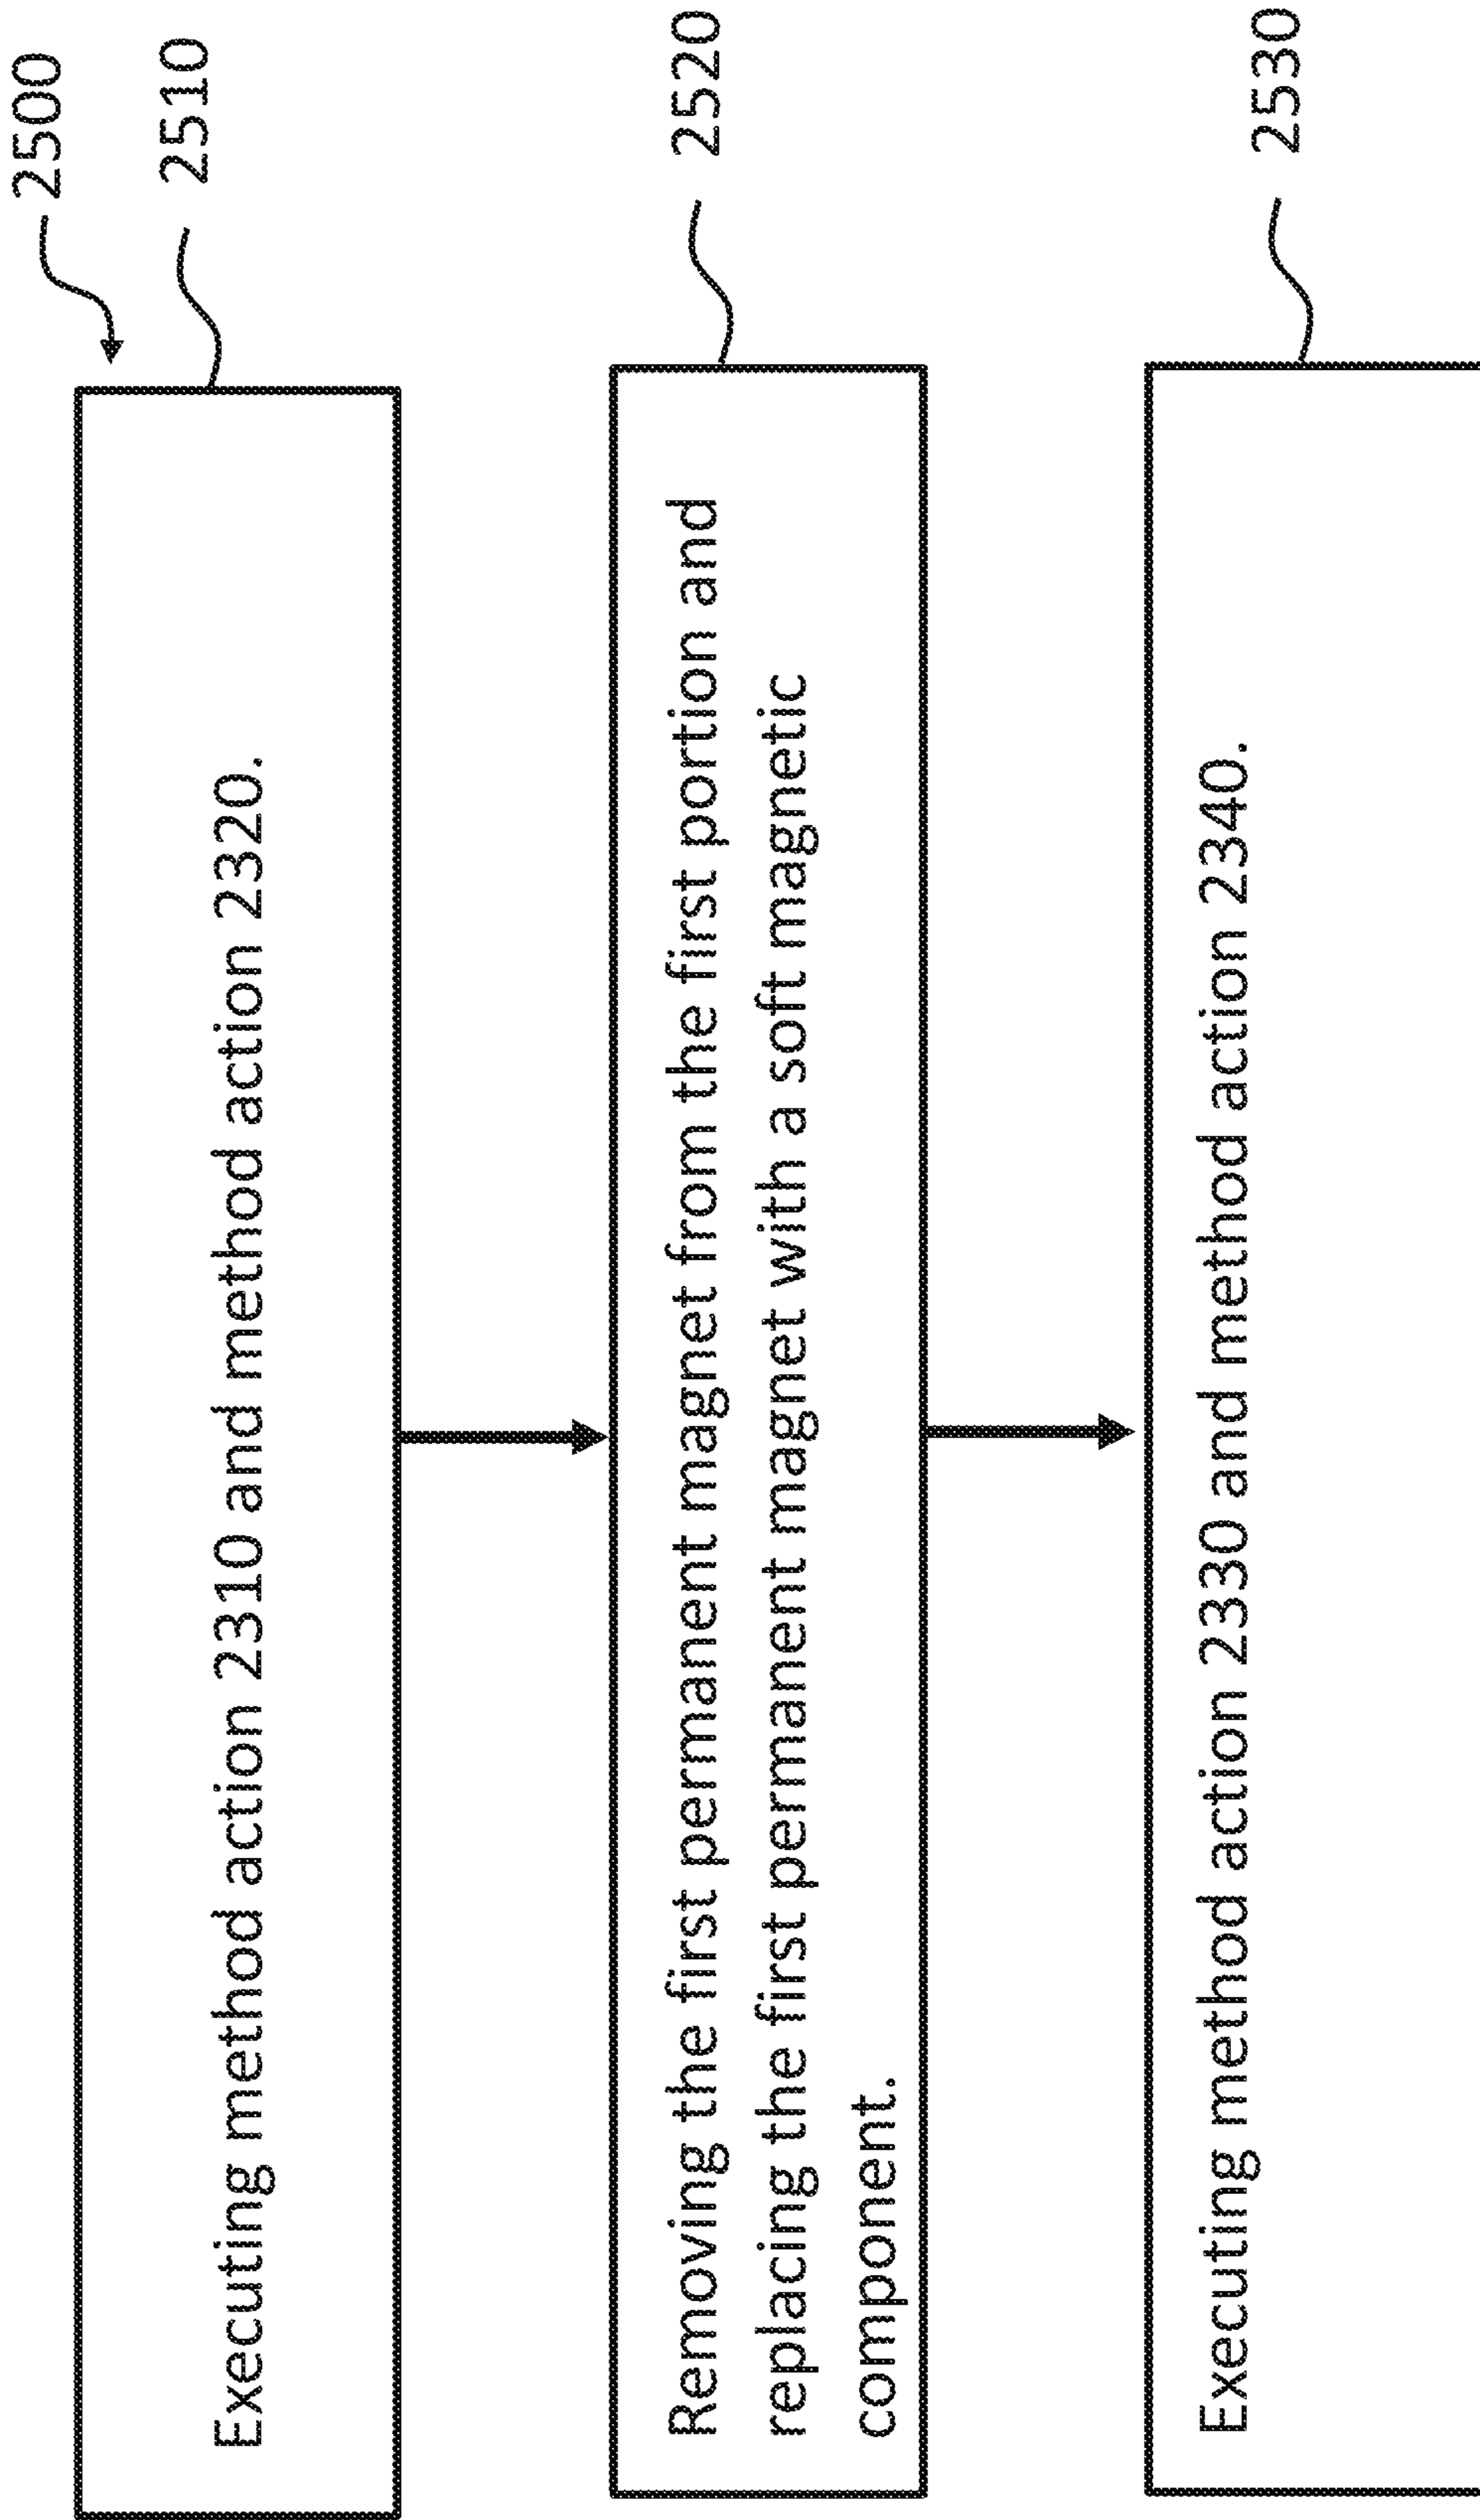 2500
2510
Executing method action 2310 and method action 2320.
2520
Removing the first permanent magnet from the first portion and
replacing the first permanent magnet with a soft magnetic
component.
2530
Executing method action 2330 and method action 2340.